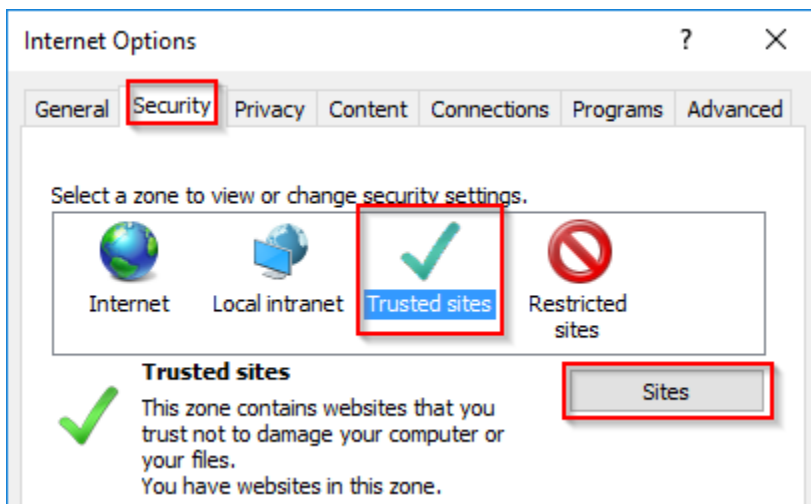 Internet Options ?
General Security Privacy Content Connections Programs Advanced
Select a zone to view or change security settings.
Internet Local intranet Trusted sites Restricted
sites
Trusted sites
Sites
This zone contains websites that you
trust not to damage your computer or
your files.
You have websites in this zone.